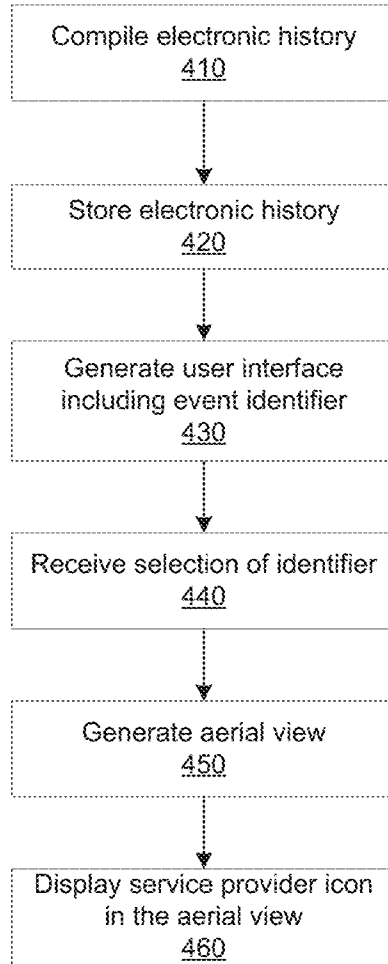 Compile electronic history
410
Store electronic history
420
Generate user interface
including event identifier
430
Receive selection of identifier
440
Generate aerial view
450
Display service provider icon
in the aerial view
460